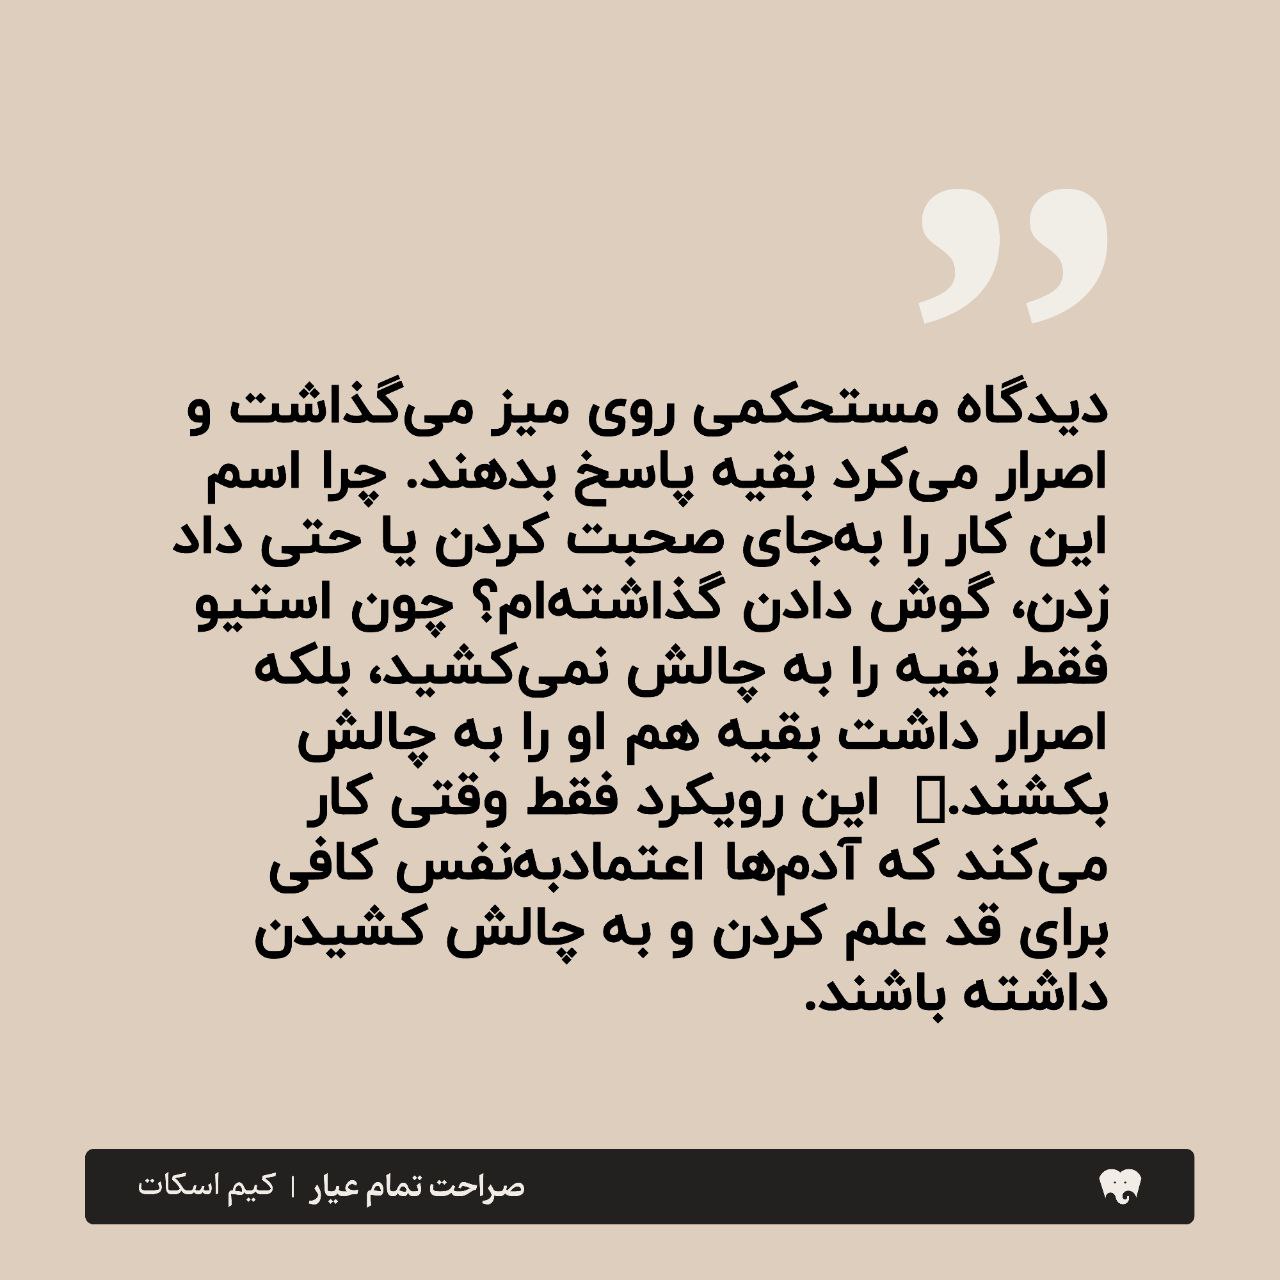 ”
دیدگاه مستحکمی روی میز می‌گذاشت و
اصرار می‌کرد بقیه پاسخ بدهند. چرا اسم
این کار را به‌جای صحبت کردن یا حتی داد
زدن، گوش دادن گذاشته‌ام؟ چون استیو
فقط بقیه را به چالش نمی‌کشید، بلکه
اصرار داشت بقیه هم او را به چالش
بکشند. این رویکرد فقط وقتی کار
می‌کند که آدم‌ها اعتمادبه‌نفس کافی
برای قد علم کردن و به چالش کشیدن
داشته باشند.
صراحت تمام عیار | کیم اسکات